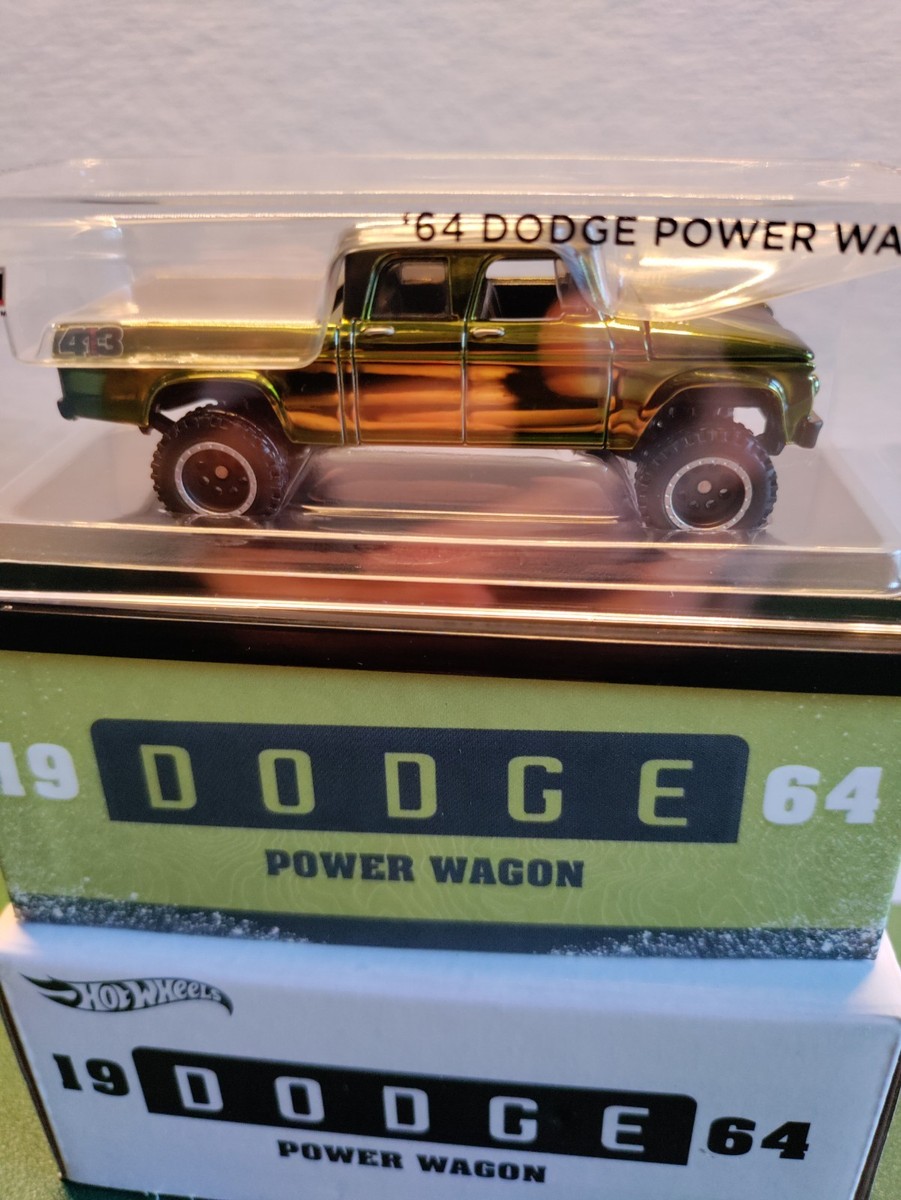 ‘64 DODGE POWER WA
413
19 DODGE 64
POWER WAGON
HOT WHEELS
19 DODGE 64
POWER WAGON